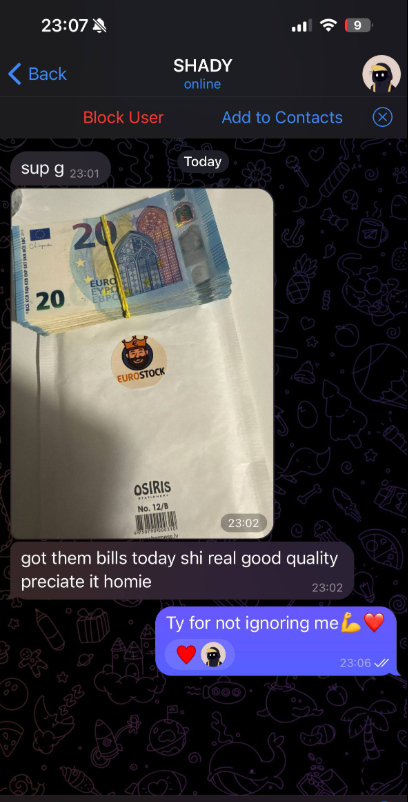 23:07
9
Back
SHADY
online
Block User
Add to Contacts
Today
sup g 23:01
20
EURO
ΕΥΡΩ
ЕВРО
20
EUROSTOCK
OSIRIS
No. 12/B
23:02
got them bills today shi real good quality
preciate it homie
23:02
Ty for not ignoring me💪❤️
❤️
23:06